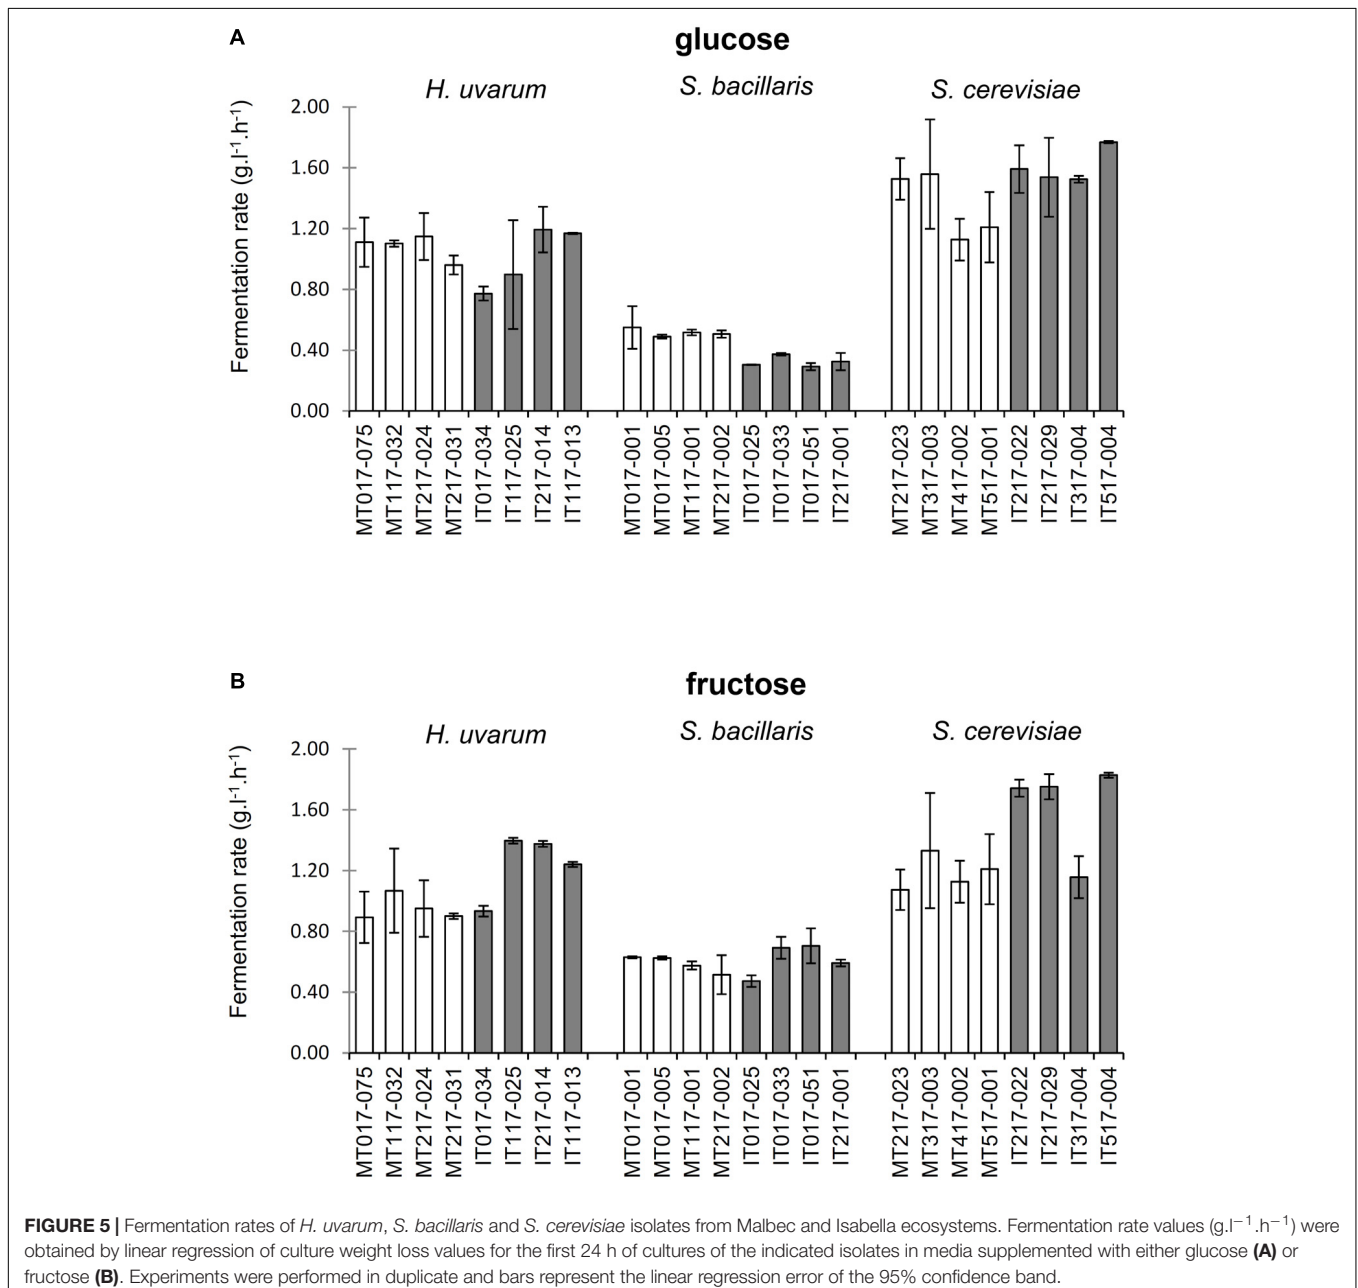 A
glucose
H. uvarum S. bacillaris S. cerevisiae
Fermentation rate (g.l-1.h-1)
2.00
1.60
1.20
0.80
0.40
0.00
MT017-075
MT117-032
MT217-024
MT217-031
IT017-034
IT117-025
IT217-014
IT117-013
MT017-001
MT017-005
MT117-001
MT217-002
IT017-025
IT017-033
IT017-051
IT217-001
MT217-023
MT317-003
MT417-002
MT517-001
IT217-022
IT217-029
IT317-004
IT517-004
B
fructose
H. uvarum S. bacillaris S. cerevisiae
Fermentation rate (g.l-1.h-1)
2.00
1.60
1.20
0.80
0.40
0.00
MT017-075
MT117-032
MT217-024
MT217-031
IT017-034
IT117-025
IT217-014
IT117-013
MT017-001
MT017-005
MT117-001
MT217-002
IT017-025
IT017-033
IT017-051
IT217-001
MT217-023
MT317-003
MT417-002
MT517-001
IT217-022
IT217-029
IT317-004
IT517-004
FIGURE 5 | Fermentation rates of H. uvarum, S. bacillaris and S. cerevisiae isolates from Malbec and Isabella ecosystems. Fermentation rate values (g.l−1.h−1) were
obtained by linear regression of culture weight loss values for the first 24 h of cultures of the indicated isolates in media supplemented with either glucose (A) or
fructose (B). Experiments were performed in duplicate and bars represent the linear regression error of the 95% confidence band.